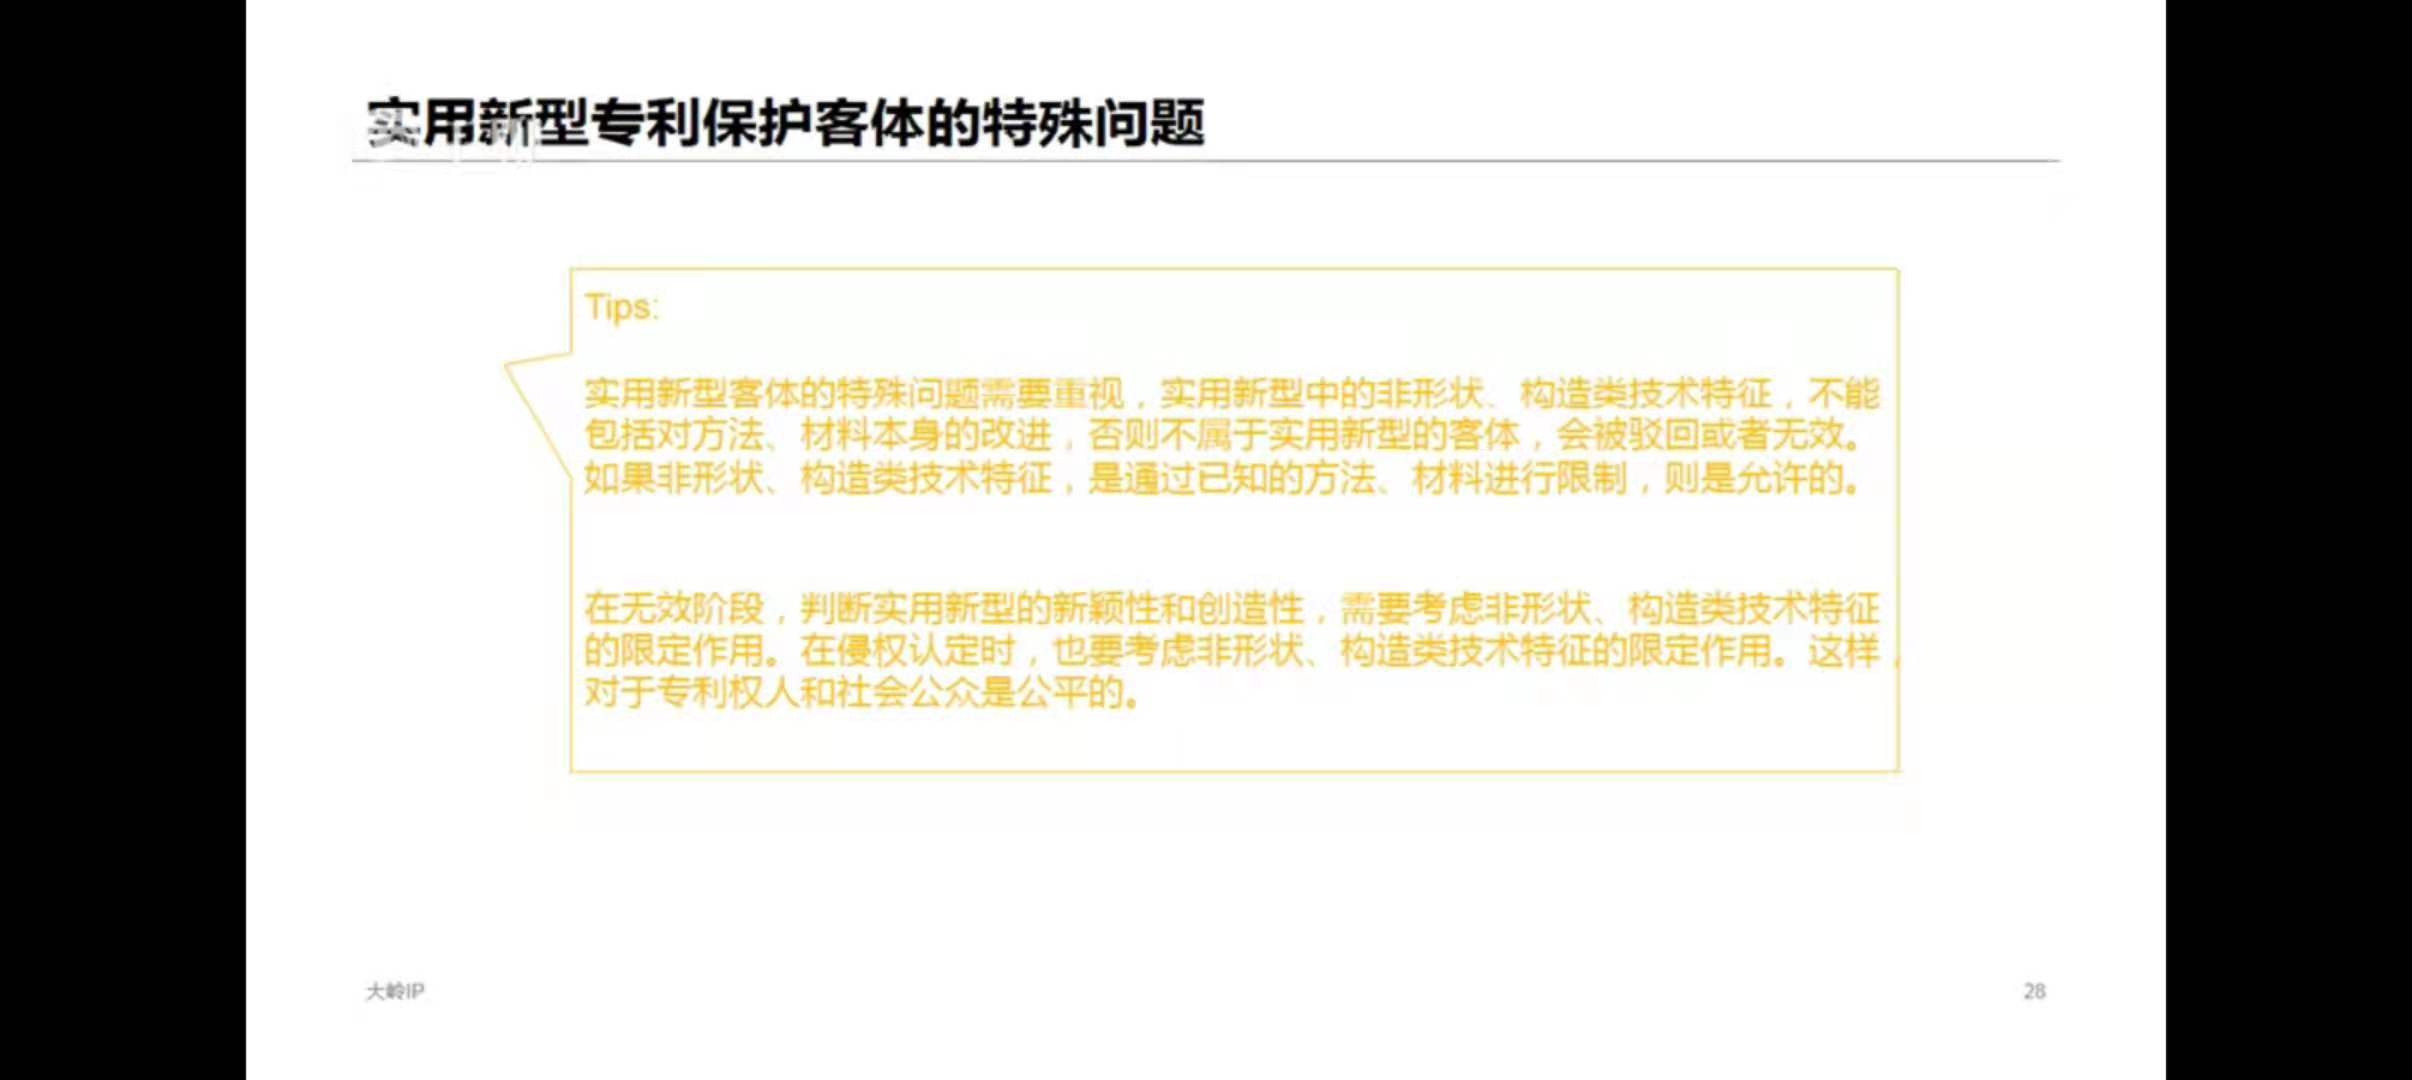 实用新型专利保护客体的特殊问题
Tips:
实用新型客体的特殊问题需要重视，实用新型中的非形状、构造类技术特征，不能
包括对方法、材料本身的改进，否则不属于实用新型的客体，会被驳回或者无效。
如果非形状、构造类技术特征，是通过已知的方法、材料进行限制，则是允许的。
在无效阶段，判断实用新型的新颖性和创造性，需要考虑非形状、构造类技术特征
的限定作用。在侵权认定时，也要考虑非形状、构造类技术特征的限定作用。这样，
对于专利权人和社会公众是公平的。
大岭IP
28